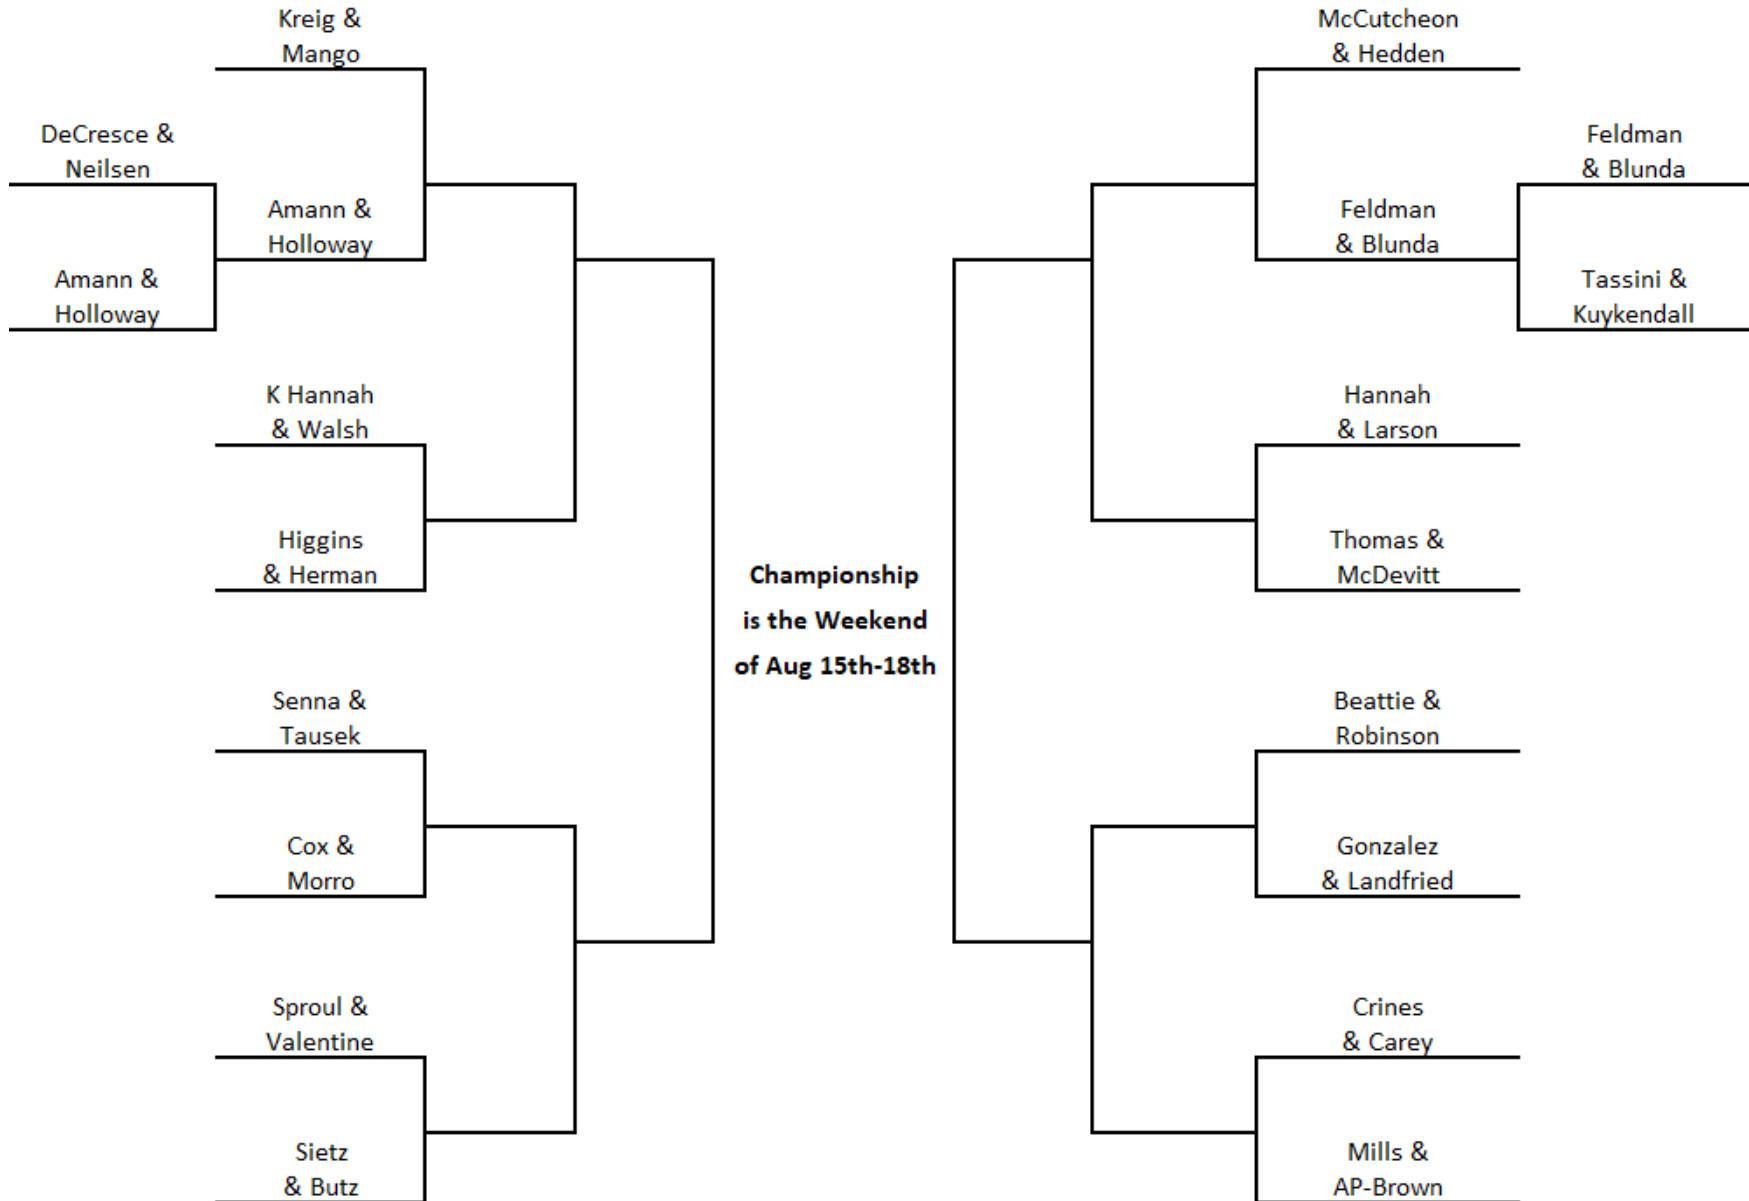 Kreig &
Mango
McCutcheon
& Hedden
DeCresce &
Neilsen
Feldman
& Blunda
Amann &
Holloway
Feldman
& Blunda
Amann &
Holloway
Tassini &
Kuykendall
K Hannah
& Walsh
Hannah
& Larson
Higgins
& Herman
Thomas &
McDevitt
Championship
is the Weekend
of Aug 15th-18th
Senna &
Tausek
Beattie &
Robinson
Cox &
Morro
Gonzalez
& Landfried
Sproul &
Valentine
Crines
& Carey
Sietz
& Butz
Mills &
AP-Brown